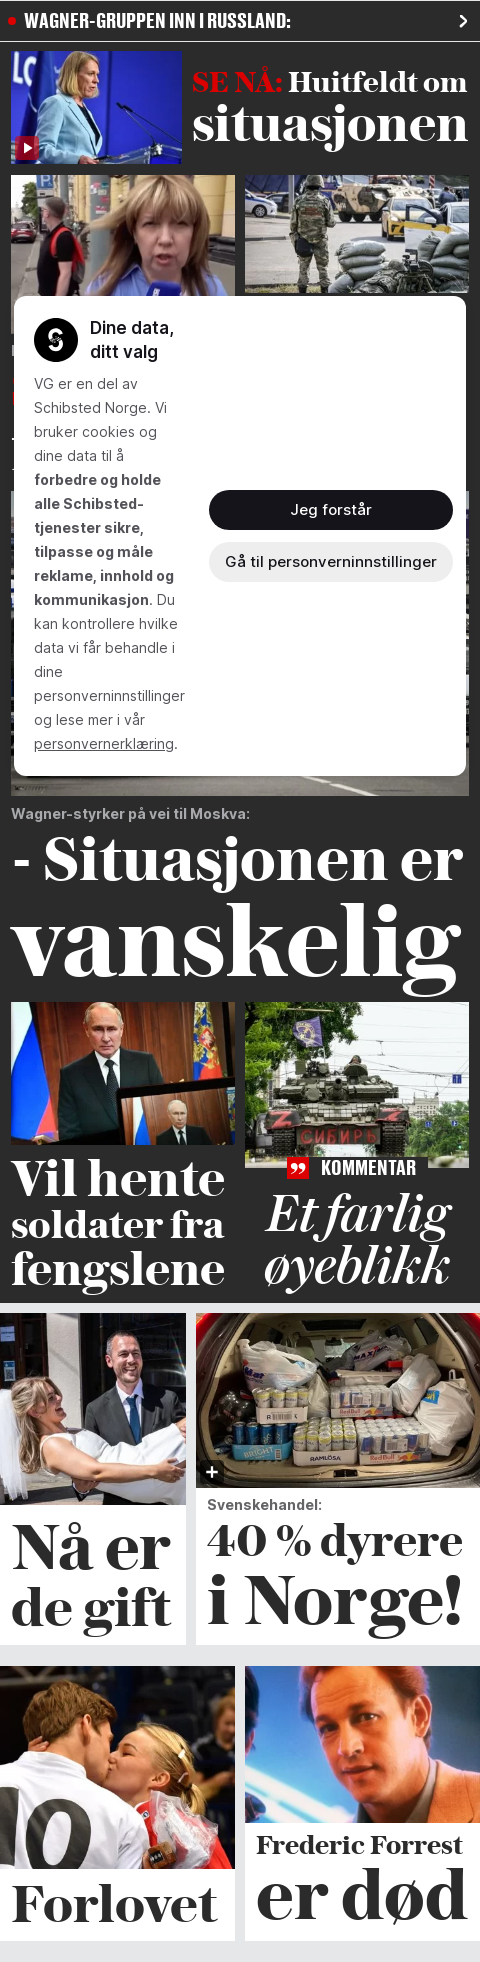 WAGNER-GRUPPEN INN I RUSSLAND:
SE NÅ: Huitfeldt om
situasjonen
Dine data,
ditt valg
VG er en del av
Schibsted Norge. Vi
bruker cookies og
dine data til å
forbedre og holde
alle Schibsted-
tjenester sikre,
tilpasse og måle
reklame, innhold og
kommunikasjon. Du
kan kontrollere hvilke
data vi får behandle i
dine
personverninnstillinger
og lese mer i vår
personvernerklæring.
Jeg forstår
Gå til personverninnstillinger
Wagner-styrker på vei til Moskva:
- Situasjonen er
vanskelig
СИБИРЬ
Vil hente
soldater fra
fengslene
KOMMENTAR
Et farlig
øyeblikk
Nå er
de gift
RAMLÖSA
Svenskehandel:
40 % dyrere
i Norge!
Forlovet
Frederic Forrest
er død